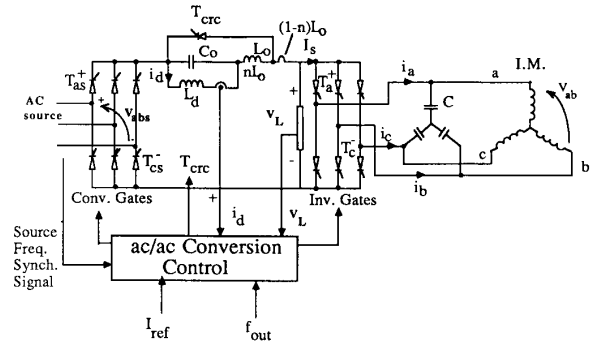 T_crc
(1-n)L_o
C_o
L_o
I_s
nL_o
i_d
L_d
T_as^+
+
v_abs
-
AC
source
T_cs^-
T_crc
+
v_L
-
T_a^+
T_c^-
i_a
a
I.M.
v_ab
C
i_c
c
i_b
b
Conv. Gates
+
i_d
v_L
Inv. Gates
Source
Freq.
Synch.
Signal
ac/ac Conversion
Control
I_ref
f_out